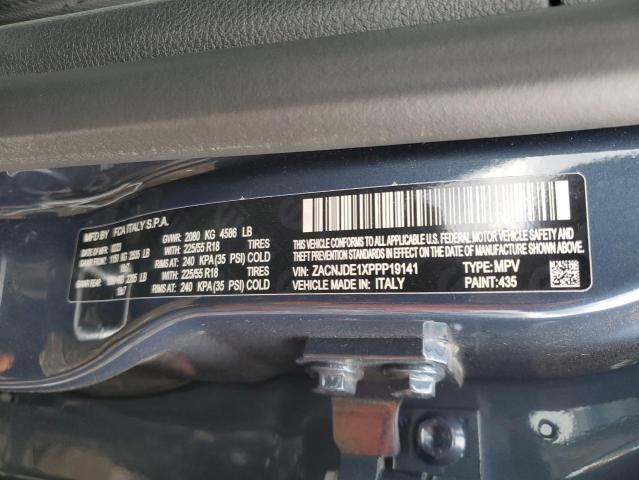 MFD BY FCA ITALY S.P.A.
GVWR: 2080 KG 4586 LB
225/55 R18 TIRES
RIMS AT: 240 KPA(35 PSI) COLD
225/55 R18 TIRES
RIMS AT: 240 KPA(35 PSI) COLD
THIS VEHICLE CONFORMS TO ALL APPLICABLE FEDERAL MOTOR VEHICLE
SAFETY, BUMPER, AND THEFT
PREVENTION STANDARDS IN EFFECT ON THE DATE OF MANUFACTURE SHOWN ABOVE
VIN: ZACNJDE1XPPP19141 TYPE: MPV
VEHICLE MADE IN: ITALY PAINT:435